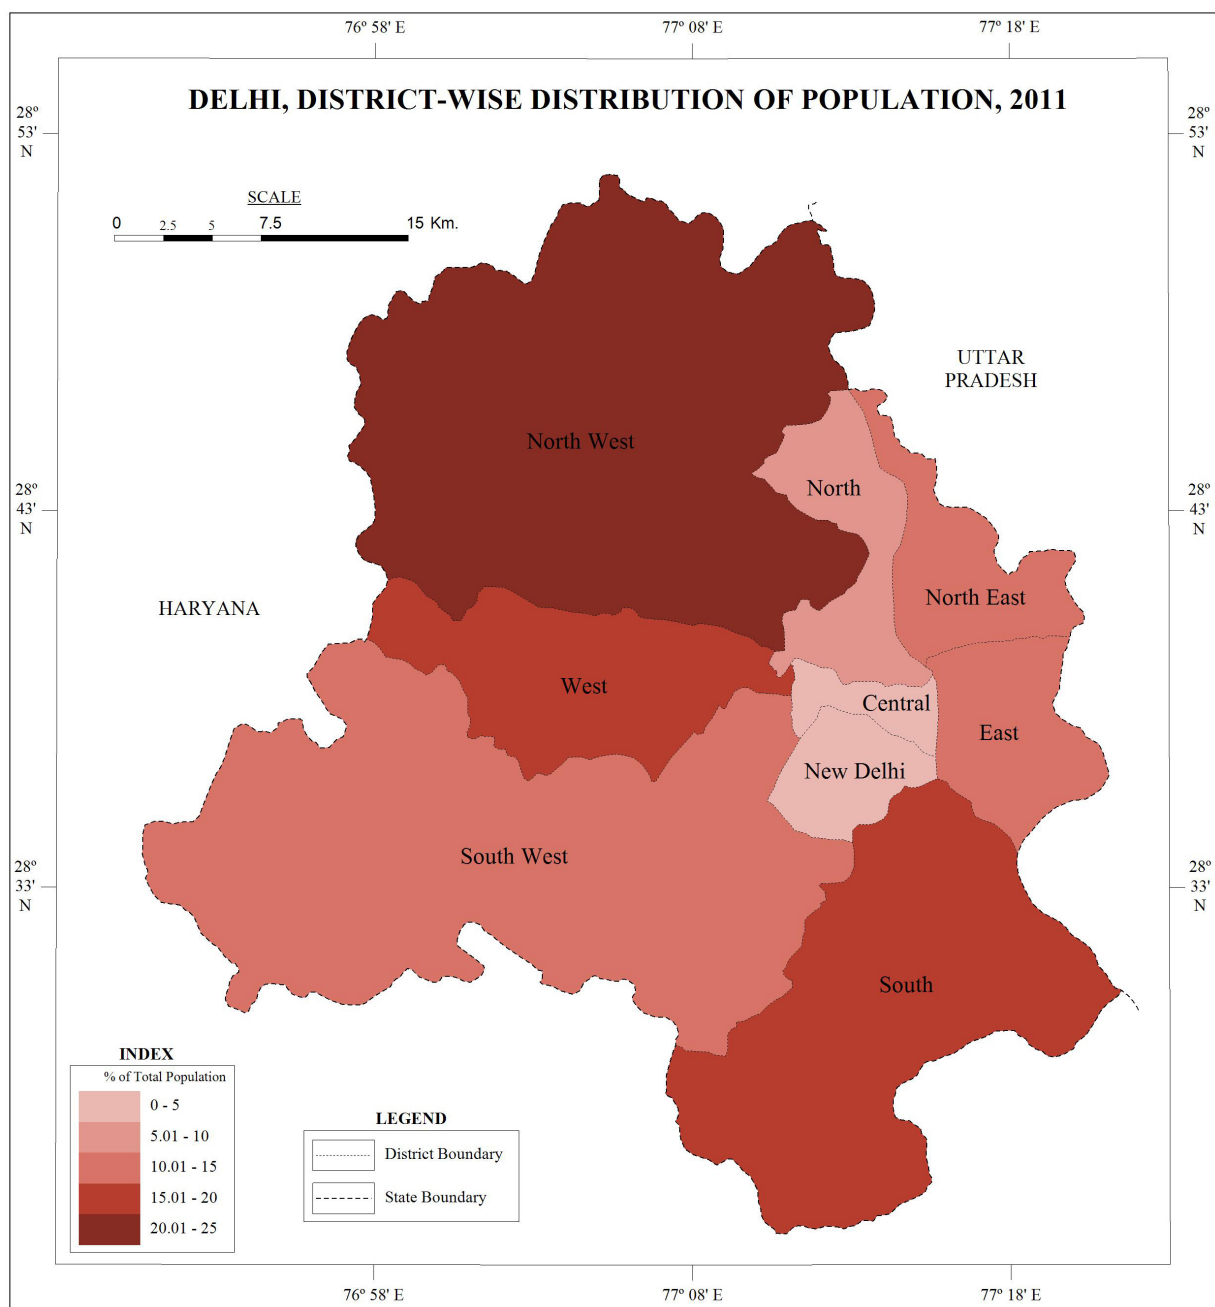 76° 58' E 77° 08' E 77° 18' E
DELHI, DISTRICT-WISE DISTRIBUTION OF POPULATION, 2011
28°
53'
N
28°
53'
N
SCALE
0 2.5 5 7.5 15 Km.
UTTAR
PRADESH
North West
North
28°
43'
N
28°
43'
N
North East
HARYANA
West
Central
East
New Delhi
South West
28°
33'
N
28°
33'
N
South
INDEX
% of Total Population
0 - 5
5.01 - 10
10.01 - 15
15.01 - 20
20.01 - 25
LEGEND
District Boundary
State Boundary
76° 58' E 77° 08' E 77° 18' E